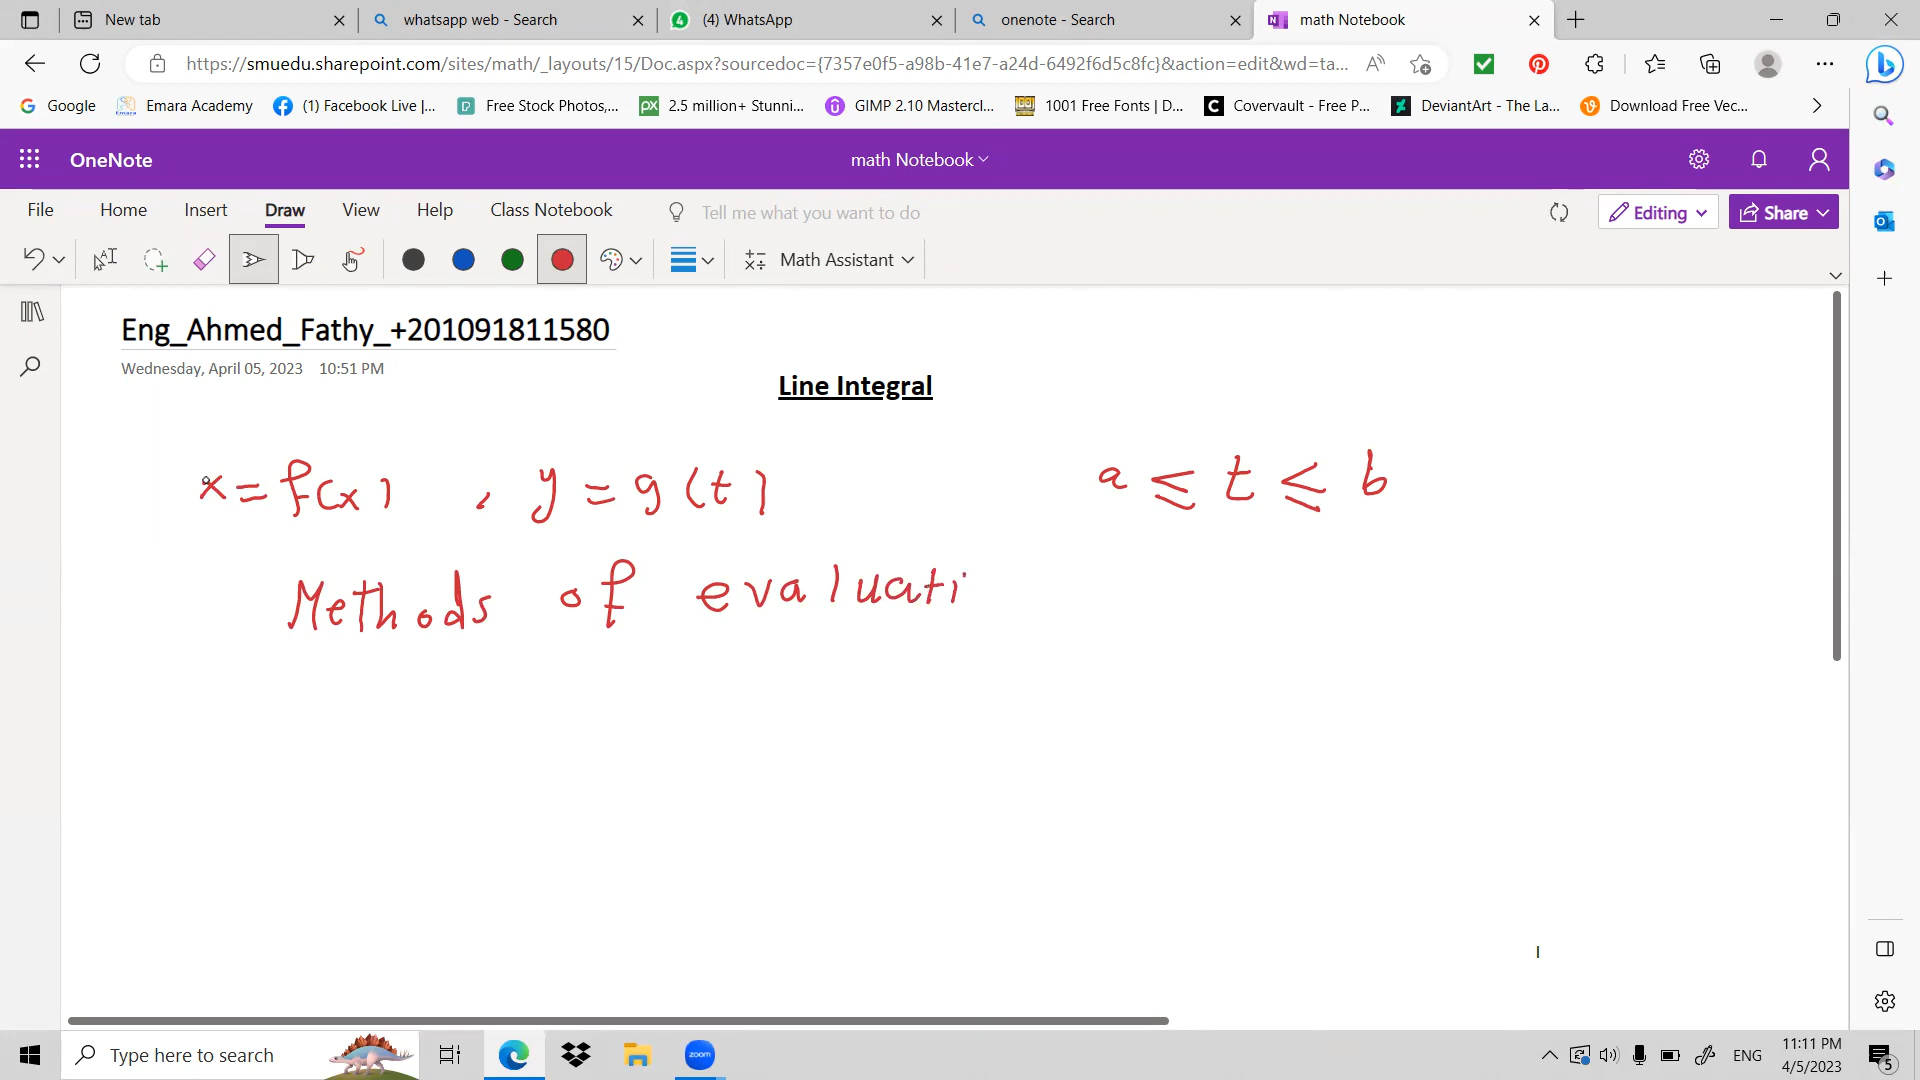 New tab
whatsapp web - Search
(4) WhatsApp
onenote - Search
math Notebook
https://smuedu.sharepoint.com/sites/math/_layouts/15/Doc.aspx?sourcedoc={7357e0f5-a98b-41e7-a24d-6492f6d5c8fc}&action=edit&wd=ta...
Google
Emara Academy
(1) Facebook Live |...
Free Stock Photos,...
2.5 million+ Stunni...
GIMP 2.10 Mastercl...
1001 Free Fonts | D...
Covervault - Free P...
DeviantArt - The La...
Download Free Vec...
OneNote
math Notebook
File Home Insert Draw View Help Class Notebook
Tell me what you want to do
Editing
Share
Math Assistant
Eng_Ahmed_Fathy_+201091811580
Wednesday, April 05, 2023 10:51 PM
Line Integral
x = f(x) , y = g(t) a ≤ t ≤ b
Methods of evaluati
Type here to search
zoom
ENG
11:11 PM
4/5/2023
5